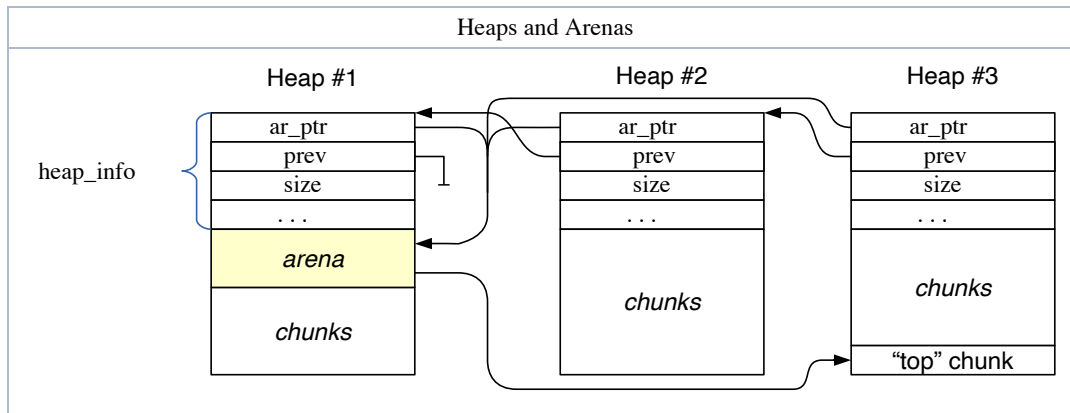 Heaps and Arenas
Heap #1
Heap #2
Heap #3
heap_info
ar_ptr
prev
size
. . .
arena
chunks
ar_ptr
prev
size
. . .
chunks
ar_ptr
prev
size
. . .
chunks
“top” chunk